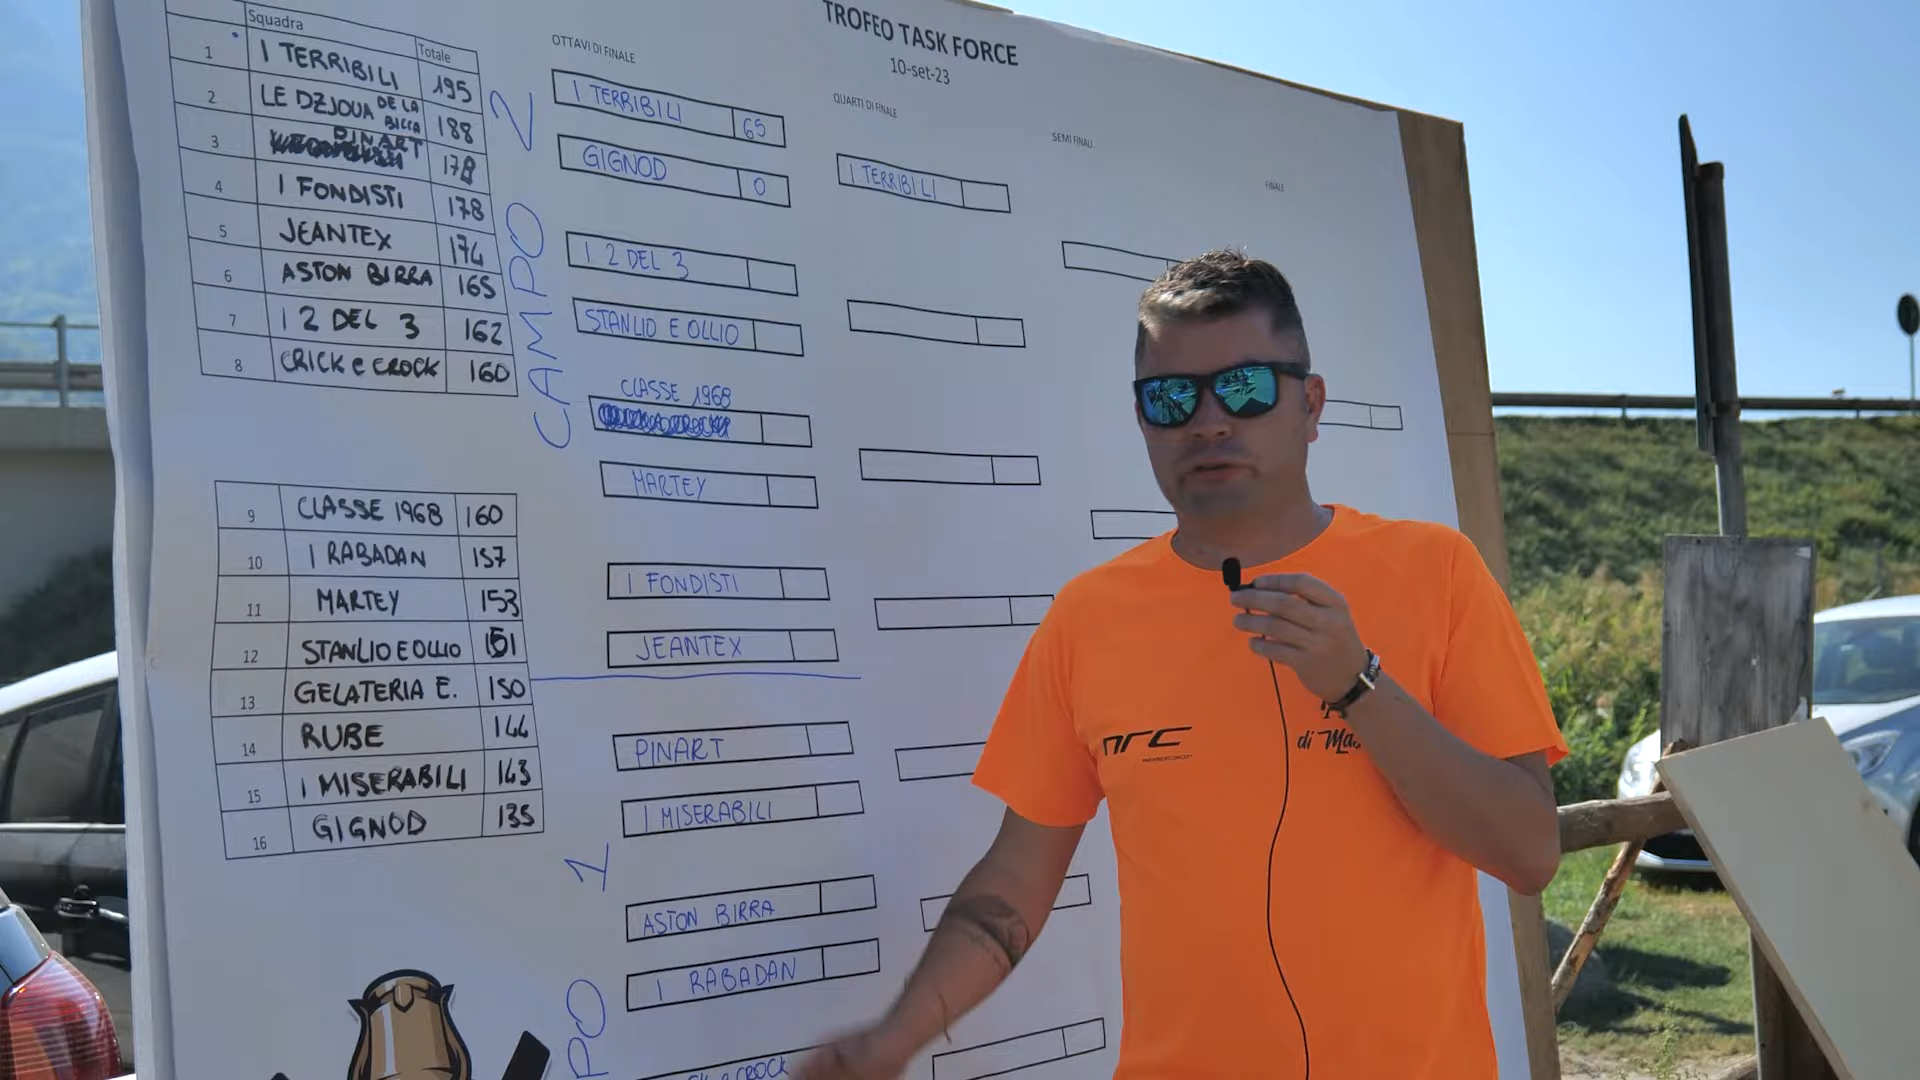 Squadra Totale
1 I TERRIBILI 195
2 LE DZJOUA DE LA BICCA 188
3 PINART 178
4 I FONDISTI 178
5 JEANTEX 174
6 ASTON BIRRA 165
7 I 2 DEL 3 162
8 CRICK e CROCK 160
9 CLASSE 1968 160
10 I RABADAN 157
11 MARTEY 153
12 STANLIO E OLLIO 151
13 GELATERIA E. 150
14 RUBE 144
15 I MISERABILI 143
16 GIGNOD 135
TROFEO TASK FORCE
10-set-23
OTTAVI DI FINALE
CAMPO 2
I TERRIBILI 65
GIGNOD 0
I 2 DEL 3
STANLIO E OLLIO
CLASSE 1968
MARTEY
I FONDISTI
JEANTEX
PINART
I MISERABILI
ASTON BIRRA
I RABADAN
CROCK
PO 1
QUARTI DI FINALE
I TERRIBILI
SEMI FINALI
FINALE
nrc
di